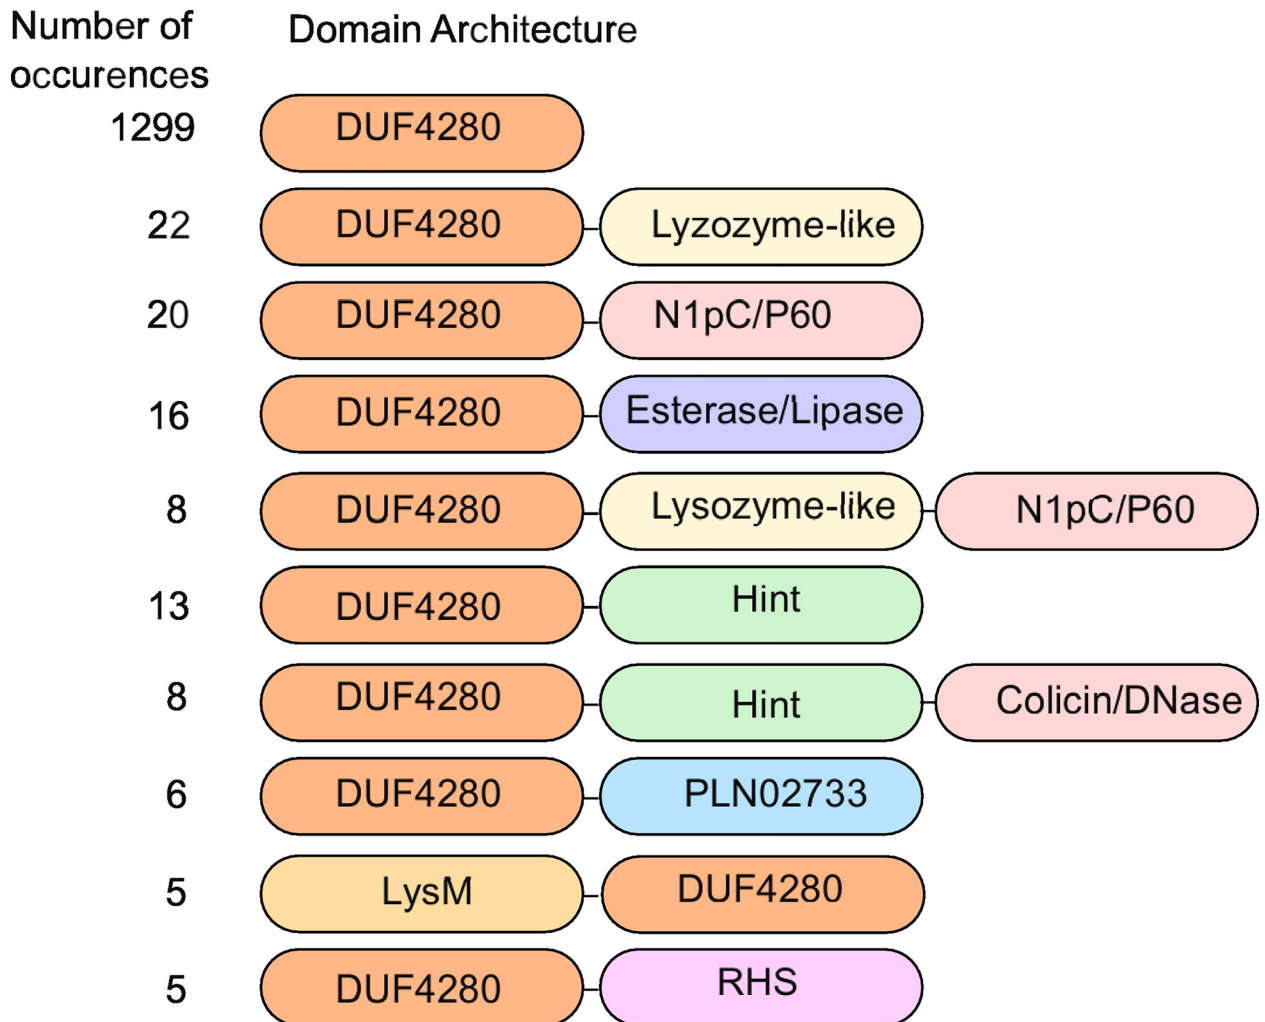 Number of Domain Architecture
occurences
1299 DUF4280
22 DUF4280 Lyzozyme-like
20 DUF4280 N1pC/P60
16 DUF4280 Esterase/Lipase
8 DUF4280 Lysozyme-like N1pC/P60
13 DUF4280 Hint
8 DUF4280 Hint Colicin/DNase
6 DUF4280 PLN02733
5 LysM DUF4280
5 DUF4280 RHS